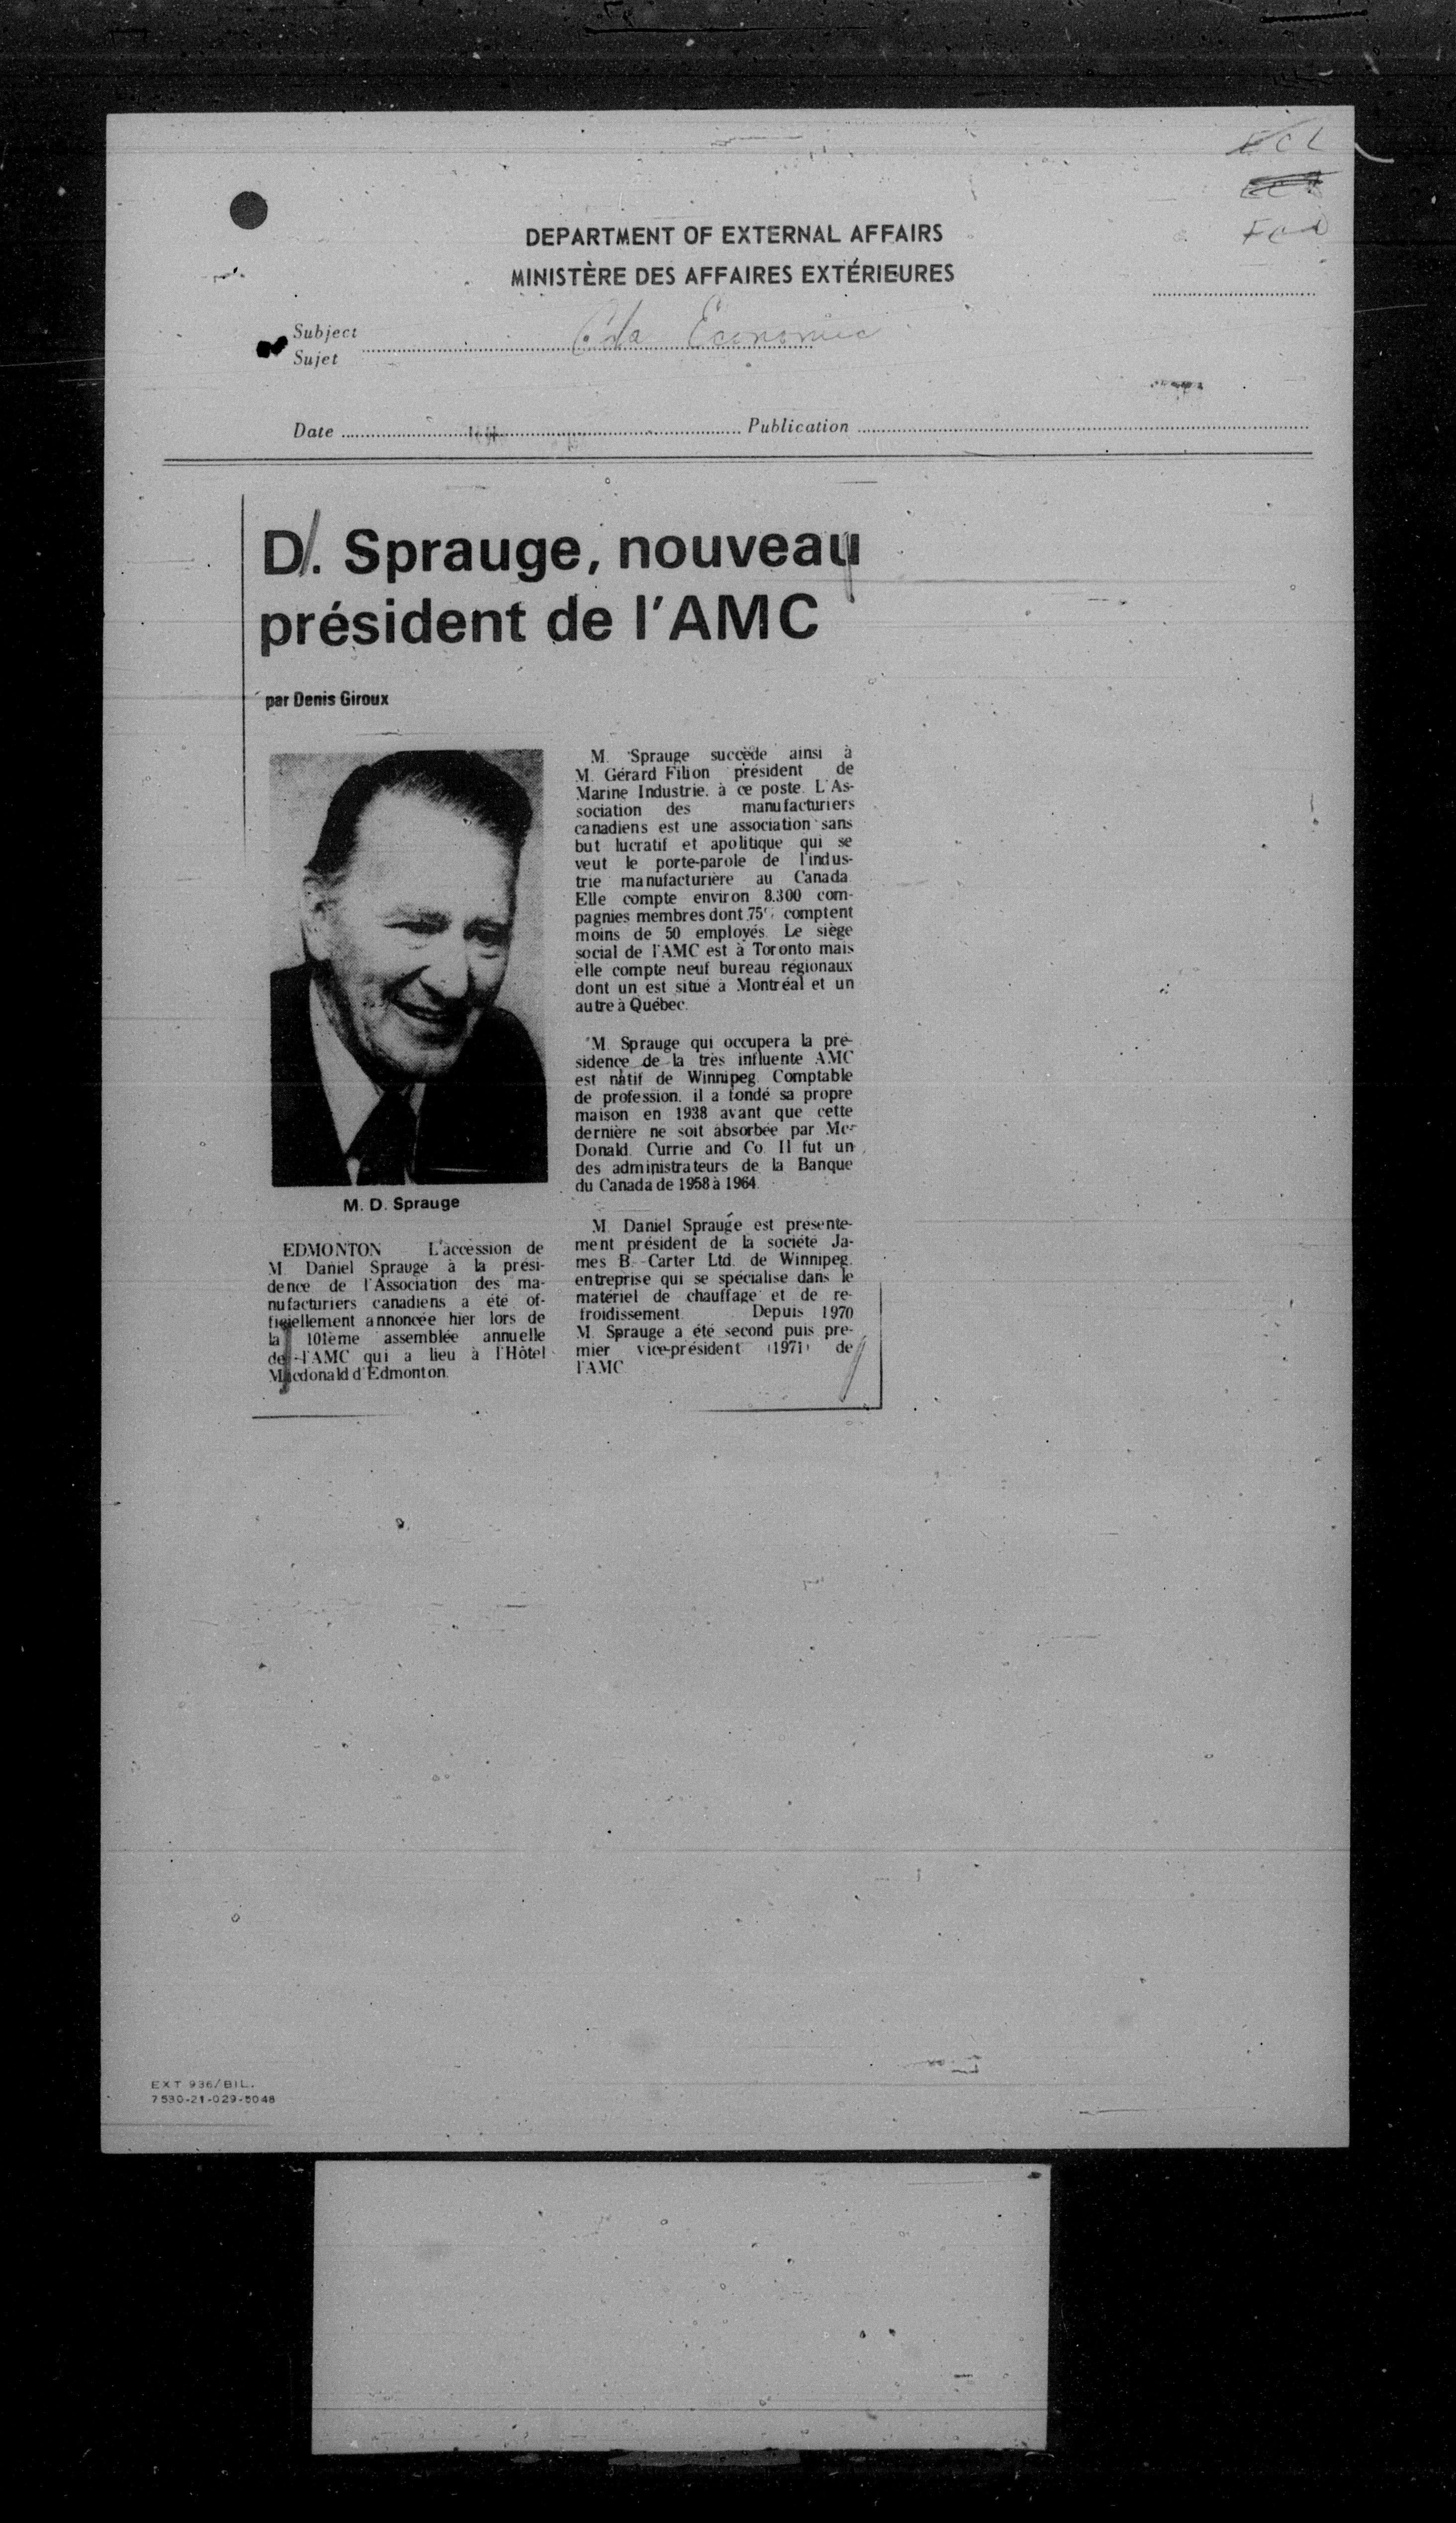 DEPARTMENT OF EXTERNAL AFFAIRS
MINISTÈRE DES AFFAIRES EXTÉRIEURES
Subject
Sujet
Cda Economic
Date
Publication
D. Sprauge, nouveau
président de l'AMC
par Denis Giroux
M. D. Sprauge
EDMONTON L'accession de
M. Daniel Sprauge à la prési-
dence de l'Association des ma-
nufacturiers canadiens a été of-
ficiellement annoncée hier lors de
la 101ème assemblée annuelle
de l'AMC qui a lieu à l'Hôtel
Macdonald d'Edmonton.
M. Sprauge succède ainsi à
M. Gérard Filion président de
Marine Industrie, à ce poste. L'As-
sociation des manufacturiers
canadiens est une association sans
but lucratif et apolitique qui se
veut le porte-parole de l'indus-
trie manufacturière au Canada.
Elle compte environ 8.300 com-
pagnies membres dont 75% comptent
moins de 50 employés. Le siège
social de l'AMC est à Toronto mais
elle compte neuf bureau régionaux
dont un est situé à Montréal et un
autre à Québec.
M. Sprauge qui occupera la pré-
sidence de la très influente AMC
est natif de Winnipeg. Comptable
de profession, il a fondé sa propre
maison en 1938 avant que cette
dernière ne soit absorbée par Mc-
Donald, Currie and Co. Il fut un
des administrateurs de la Banque
du Canada de 1958 à 1964.
M. Daniel Sprauge est présente-
ment président de la société Ja-
mes B. Carter Ltd. de Winnipeg,
entreprise qui se spécialise dans le
matériel de chauffage et de re-
froidissement. Depuis 1970
M. Sprauge a été second puis pre-
mier vice-président (1971) de
l'AMC
EXT 936/BIL.
7530-21-029-5048